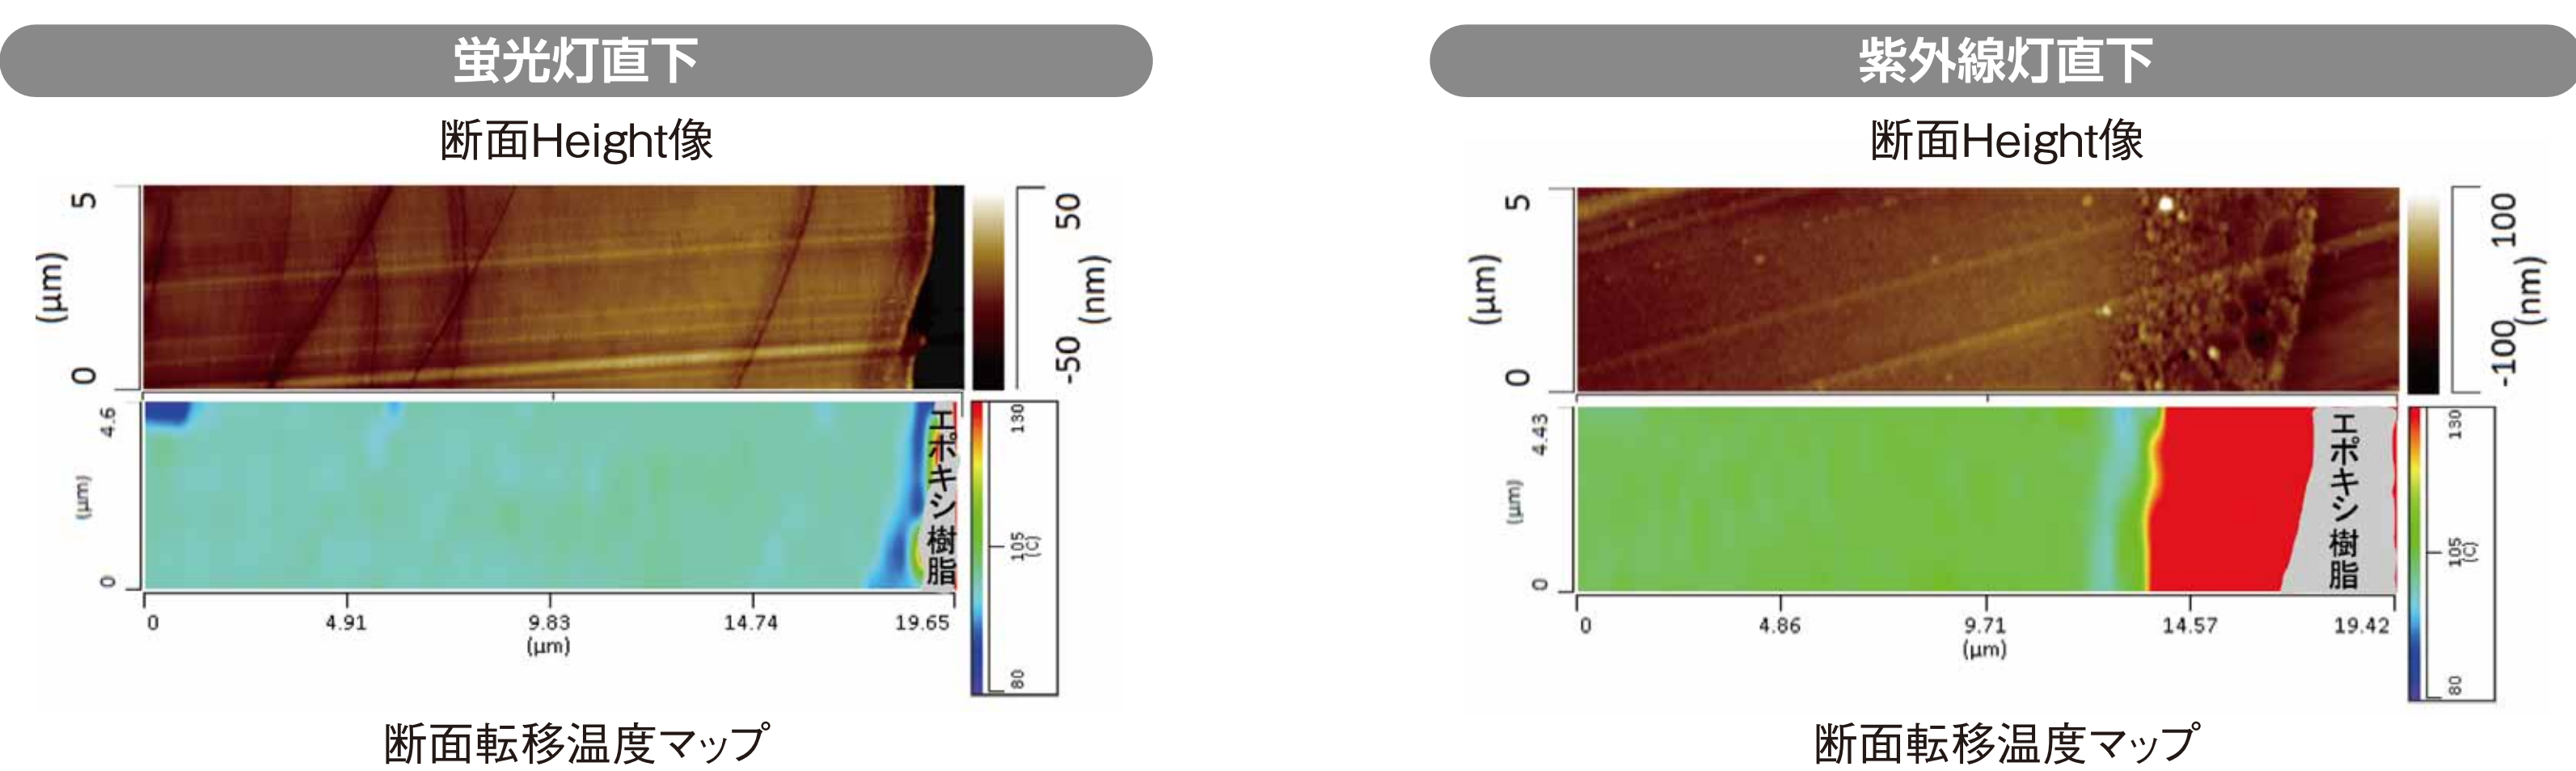 蛍光灯直下
断面Height像
5
0
(μm)
50
-50
(nm)
4.6
0
(μm)
エポキシ樹脂
130
105
80
(C)
0
4.91
9.83
14.74
19.65
(μm)
断面転移温度マップ
紫外線灯直下
断面Height像
5
0
(μm)
100
-100
(nm)
4.43
0
(μm)
エポキシ樹脂
130
105
80
(C)
0
4.86
9.71
14.57
19.42
(μm)
断面転移温度マップ